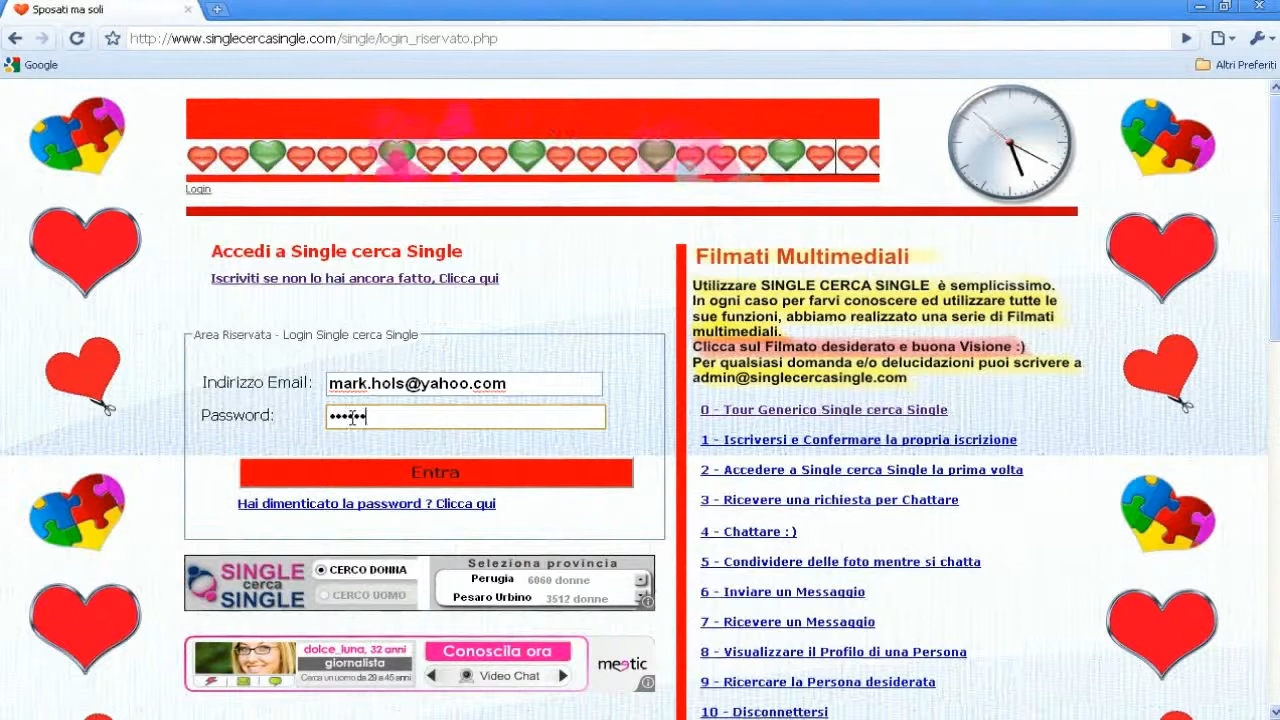 Sposati ma soli
http://www.singlecercasingle.com/single/login_riservato.php
Google
Altri Preferiti
Login
Accedi a Single cerca Single
Iscriviti se non lo hai ancora fatto, Clicca qui
Area Riservata - Login Single cerca Single
Indirizzo Email: mark.hols@yahoo.com
Password: ••••••
Entra
Hai dimenticato la password ? Clicca qui
SINGLE
cerca
SINGLE
CERCO DONNA
CERCO UOMO
Seleziona provincia
Perugia 6060 donne
Pesaro Urbino 3512 donne
dolce_luna, 32 anni
giornalista
Cerca un uomo da 29 a 45 anni
Conoscila ora
Video Chat
meetic
Filmati Multimediali
Utilizzare SINGLE CERCA SINGLE è semplicissimo.
In ogni caso per farvi conoscere ed utilizzare tutte le
sue funzioni, abbiamo realizzato una serie di Filmati
multimediali.
Clicca sul Filmato desiderato e buona Visione :)
Per qualsiasi domanda e/o delucidazioni puoi scrivere a
admin@singlecercasingle.com
0 - Tour Generico Single cerca Single
1 - Iscriversi e Confermare la propria iscrizione
2 - Accedere a Single cerca Single la prima volta
3 - Ricevere una richiesta per Chattare
4 - Chattare :)
5 - Condividere delle foto mentre si chatta
6 - Inviare un Messaggio
7 - Ricevere un Messaggio
8 - Visualizzare il Profilo di una Persona
9 - Ricercare la Persona desiderata
10 - Disconnettersi